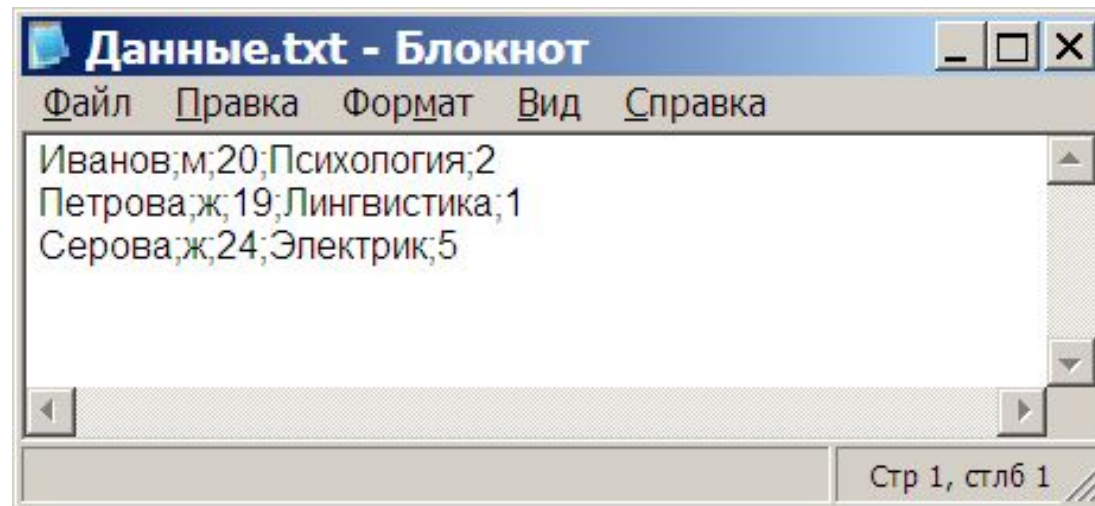 Данные.txt - Блокнот
Файл Правка Формат Вид Справка
Иванов;м;20;Психология;2
Петрова;ж;19;Лингвистика;1
Серова;ж;24;Электрик;5
Стр 1, стлб 1